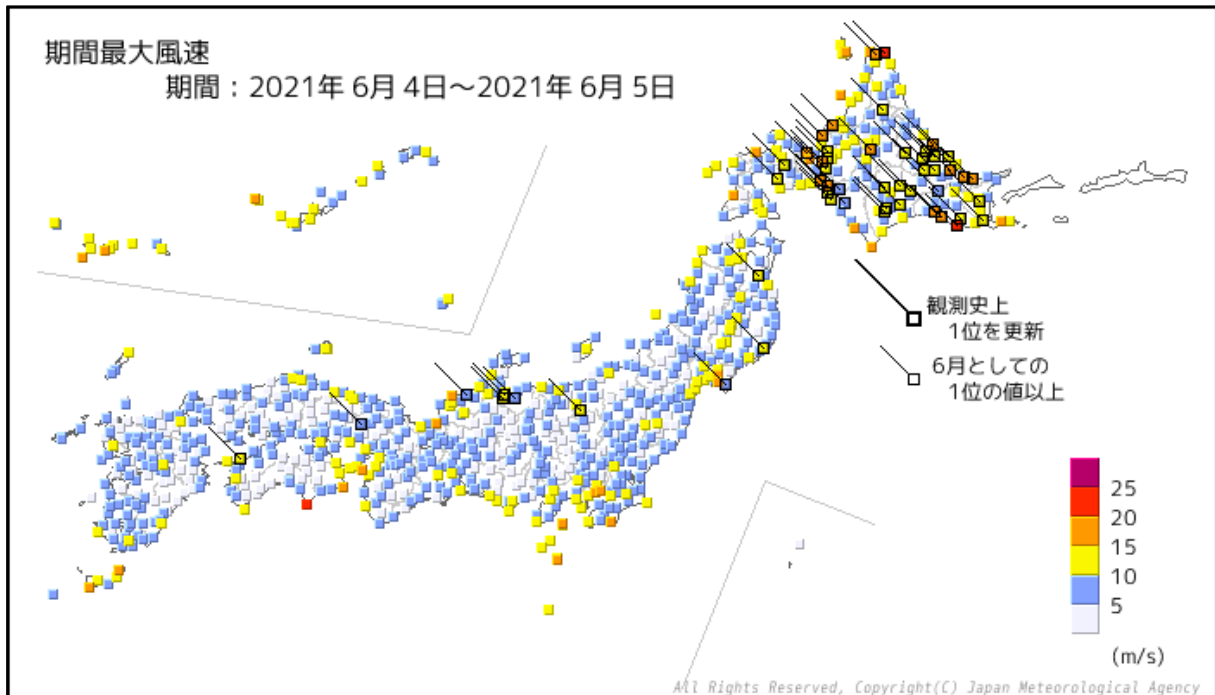 期間最大風速
期間：2021年 6月 4日～2021年 6月 5日
観測史上
1位を更新
6月としての
1位の値以上
25
20
15
10
5
(m/s)
All Rights Reserved, Copyright(C) Japan Meteorological Agency